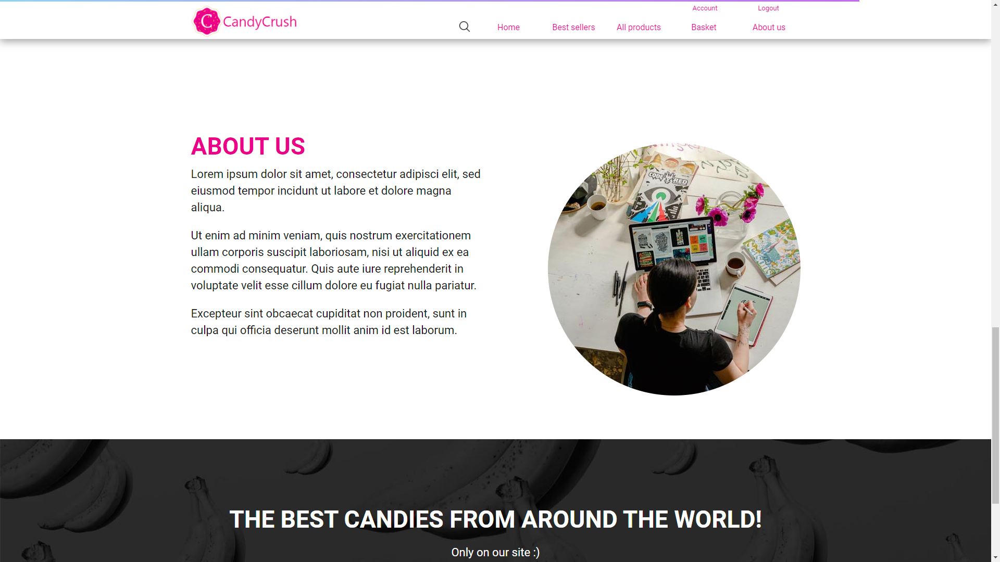 Account Logout
C CandyCrush
Home Best sellers All products Basket About us
ABOUT US
Lorem ipsum dolor sit amet, consectetur adipisci elit, sed
eiusmod tempor incidunt ut labore et dolore magna
aliqua.
Ut enim ad minim veniam, quis nostrum exercitationem
ullam corporis suscipit laboriosam, nisi ut aliquid ex ea
commodi consequatur. Quis aute iure reprehenderit in
voluptate velit esse cillum dolore eu fugiat nulla pariatur.
Excepteur sint obcaecat cupiditat non proident, sunt in
culpa qui officia deserunt mollit anim id est laborum.
CODE RED
Seasons
THE BEST CANDIES FROM AROUND THE WORLD!
Only on our site :)